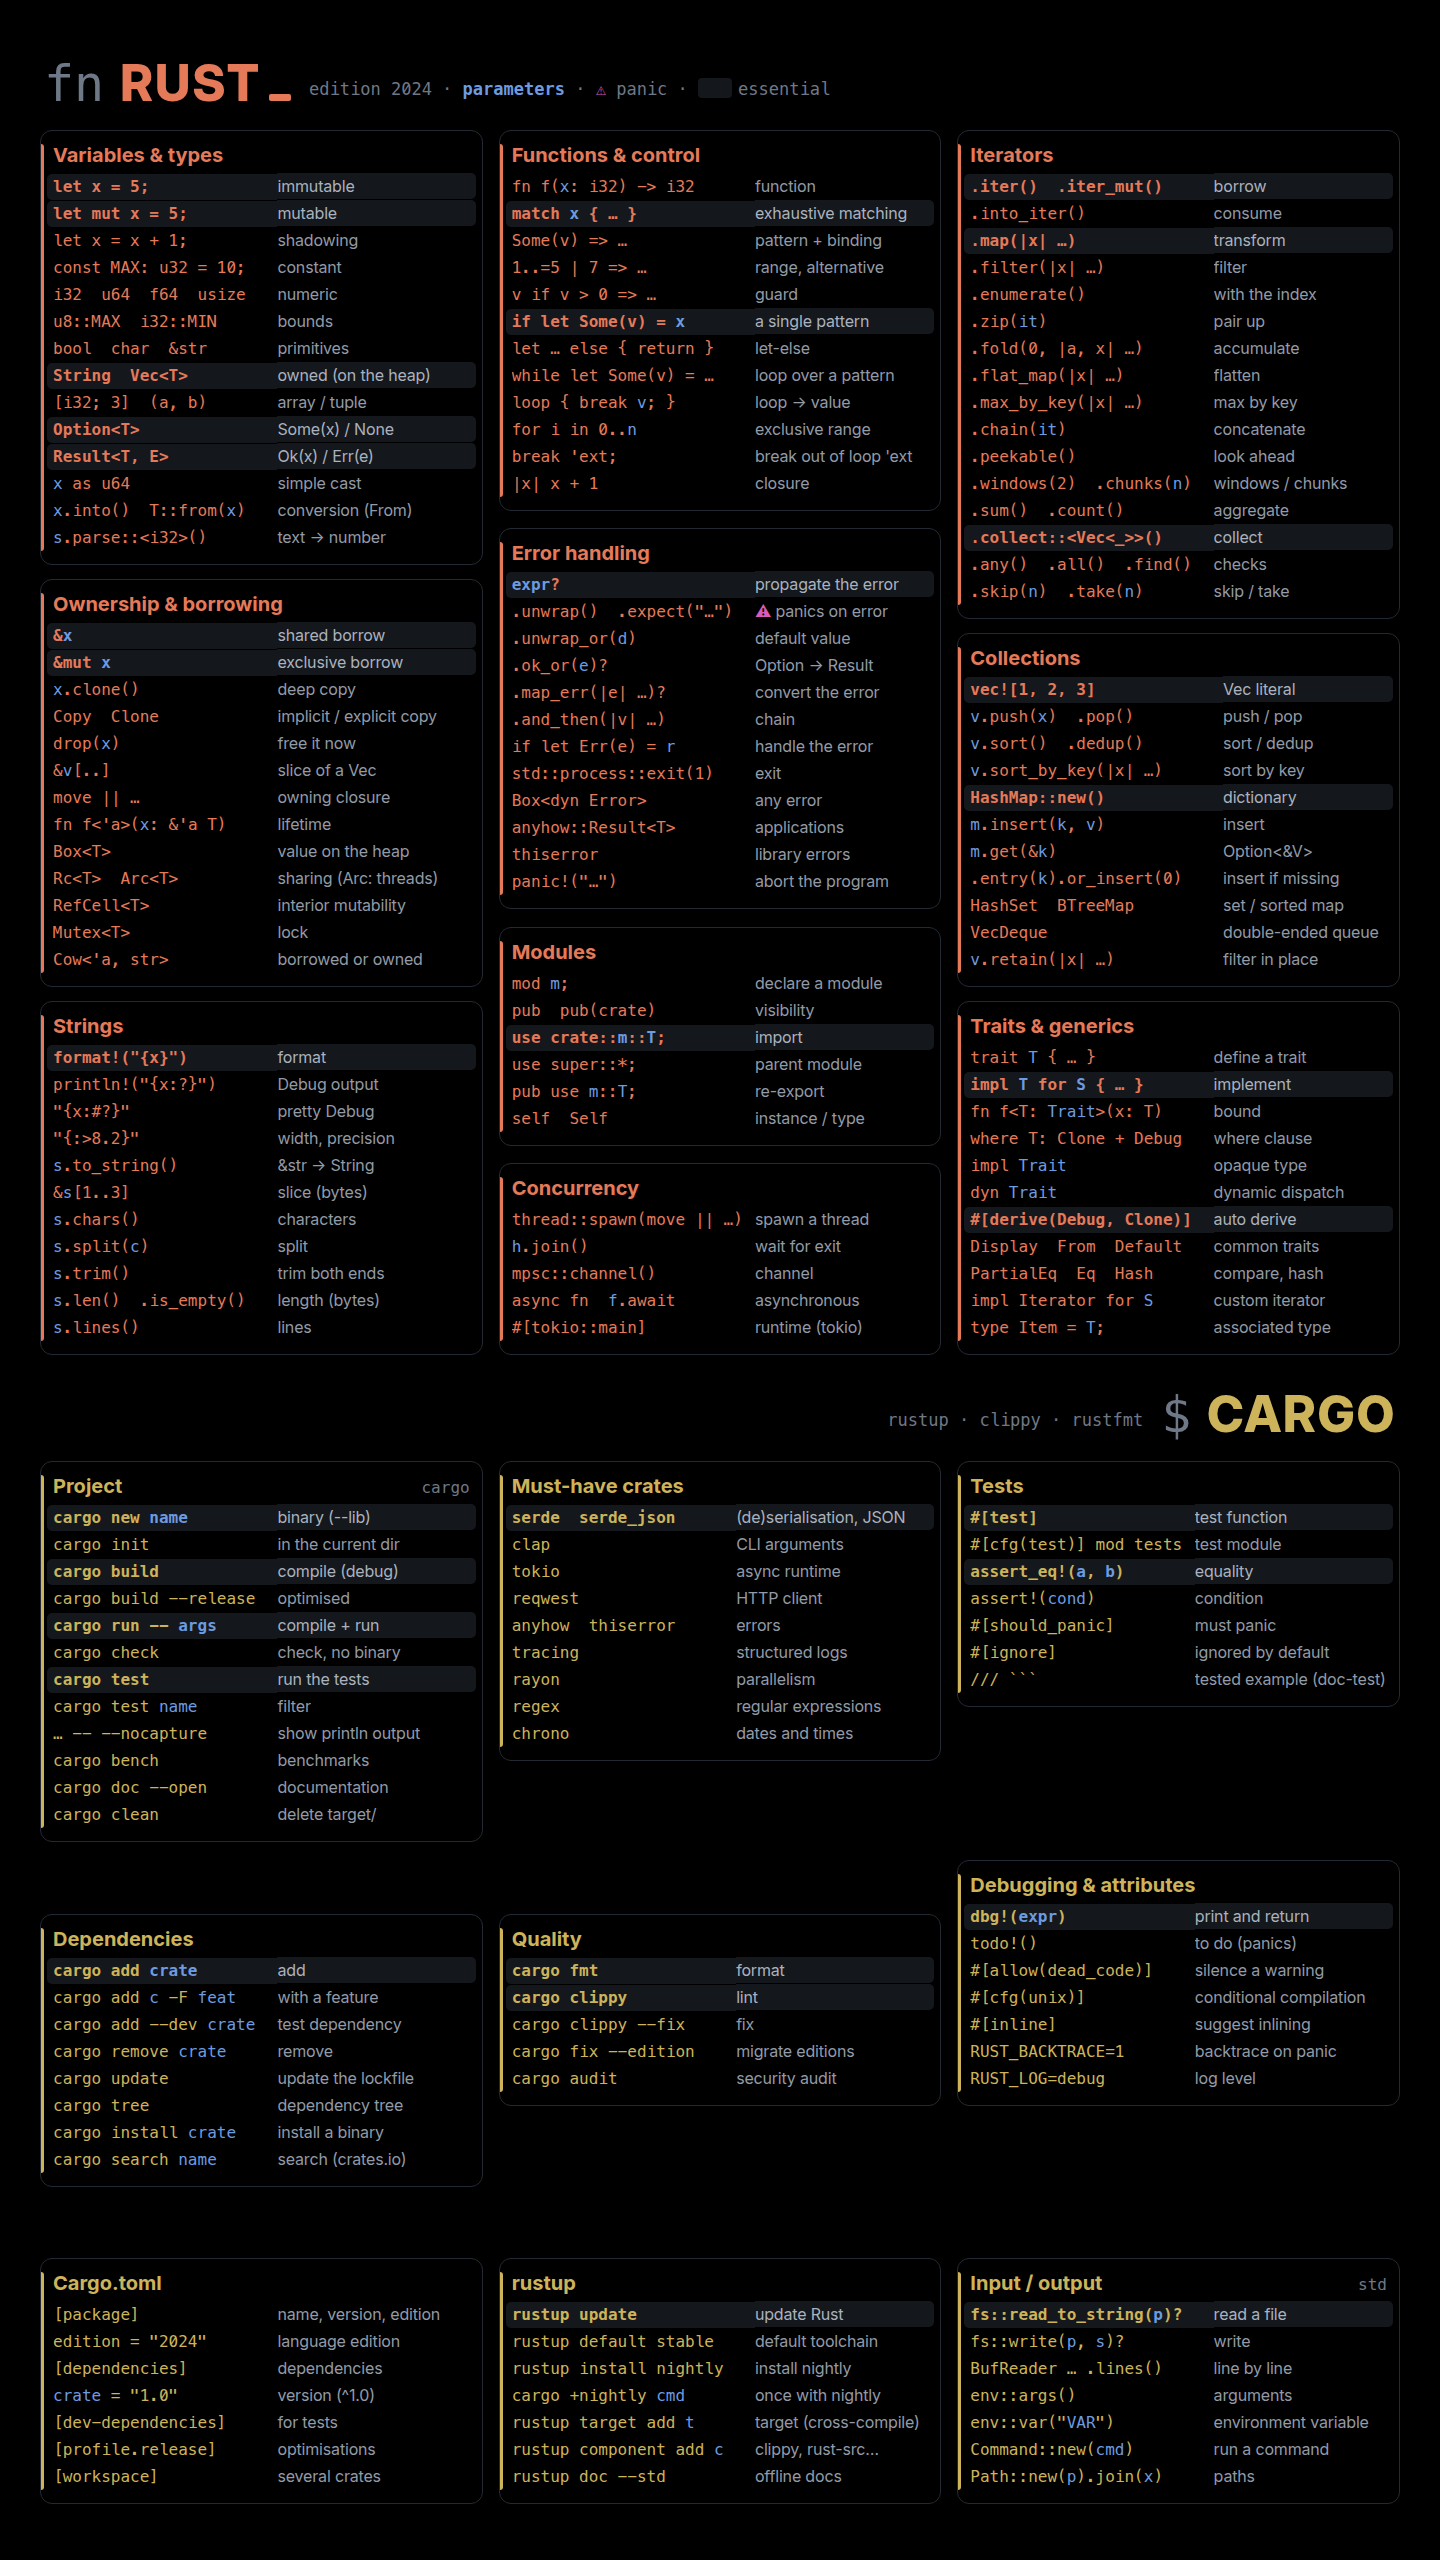 fn RUST_ edition 2024 · parameters · ⚠ panic · essential
Variables & types
let x = 5; immutable
let mut x = 5; mutable
let x = x + 1; shadowing
const MAX: u32 = 10; constant
i32 u64 f64 usize numeric
u8::MAX i32::MIN bounds
bool char &str primitives
String Vec<T> owned (on the heap)
[i32; 3] (a, b) array / tuple
Option<T> Some(x) / None
Result<T, E> Ok(x) / Err(e)
x as u64 simple cast
x.into() T::from(x) conversion (From)
s.parse::<i32>() text → number
Ownership & borrowing
&x shared borrow
&mut x exclusive borrow
x.clone() deep copy
Copy Clone implicit / explicit copy
drop(x) free it now
&v[..] slice of a Vec
move || … owning closure
fn f<'a>(x: &'a T) lifetime
Box<T> value on the heap
Rc<T> Arc<T> sharing (Arc: threads)
RefCell<T> interior mutability
Mutex<T> lock
Cow<'a, str> borrowed or owned
Strings
format!("{x}") format
println!("{x:?}") Debug output
"{x:#?}" pretty Debug
"{:>8.2}" width, precision
s.to_string() &str → String
&s[1..3] slice (bytes)
s.chars() characters
s.split(c) split
s.trim() trim both ends
s.len() .is_empty() length (bytes)
s.lines() lines
Functions & control
fn f(x: i32) -> i32 function
match x { … } exhaustive matching
Some(v) => … pattern + binding
1..=5 | 7 => … range, alternative
v if v > 0 => … guard
if let Some(v) = x a single pattern
let … else { return } let-else
while let Some(v) = … loop over a pattern
loop { break v; } loop → value
for i in 0..n exclusive range
break 'ext; break out of loop 'ext
|x| x + 1 closure
Error handling
expr? propagate the error
.unwrap() .expect("…") ⚠ panics on error
.unwrap_or(d) default value
.ok_or(e)? Option → Result
.map_err(|e| …)? convert the error
.and_then(|v| …) chain
if let Err(e) = r handle the error
std::process::exit(1) exit
Box<dyn Error> any error
anyhow::Result<T> applications
thiserror library errors
panic!("…") abort the program
Modules
mod m; declare a module
pub pub(crate) visibility
use crate::m::T; import
use super::*; parent module
pub use m::T; re-export
self Self instance / type
Concurrency
thread::spawn(move || …) spawn a thread
h.join() wait for exit
mpsc::channel() channel
async fn f.await asynchronous
#[tokio::main] runtime (tokio)
Iterators
.iter() .iter_mut() borrow
.into_iter() consume
.map(|x| …) transform
.filter(|x| …) filter
.enumerate() with the index
.zip(it) pair up
.fold(0, |a, x| …) accumulate
.flat_map(|x| …) flatten
.max_by_key(|x| …) max by key
.chain(it) concatenate
.peekable() look ahead
.windows(2) .chunks(n) windows / chunks
.sum() .count() aggregate
.collect::<Vec<_>>() collect
.any() .all() .find() checks
.skip(n) .take(n) skip / take
Collections
vec![1, 2, 3] Vec literal
v.push(x) .pop() push / pop
v.sort() .dedup() sort / dedup
v.sort_by_key(|x| …) sort by key
HashMap::new() dictionary
m.insert(k, v) insert
m.get(&k) Option<&V>
.entry(k).or_insert(0) insert if missing
HashSet BTreeMap set / sorted map
VecDeque double-ended queue
v.retain(|x| …) filter in place
Traits & generics
trait T { … } define a trait
impl T for S { … } implement
fn f<T: Trait>(x: T) bound
where T: Clone + Debug where clause
impl Trait opaque type
dyn Trait dynamic dispatch
#[derive(Debug, Clone)] auto derive
Display From Default common traits
PartialEq Eq Hash compare, hash
impl Iterator for S custom iterator
type Item = T; associated type
rustup · clippy · rustfmt $ CARGO
Project cargo
cargo new name binary (--lib)
cargo init in the current dir
cargo build compile (debug)
cargo build --release optimised
cargo run -- args compile + run
cargo check check, no binary
cargo test run the tests
cargo test name filter
… -- --nocapture show println output
cargo bench benchmarks
cargo doc --open documentation
cargo clean delete target/
Must-have crates
serde serde_json (de)serialisation, JSON
clap CLI arguments
tokio async runtime
reqwest HTTP client
anyhow thiserror errors
tracing structured logs
rayon parallelism
regex regular expressions
chrono dates and times
Tests
#[test] test function
#[cfg(test)] mod tests test module
assert_eq!(a, b) equality
assert!(cond) condition
#[should_panic] must panic
#[ignore] ignored by default
/// ``` tested example (doc-test)
Dependencies
cargo add crate add
cargo add c -F feat with a feature
cargo add --dev crate test dependency
cargo remove crate remove
cargo update update the lockfile
cargo tree dependency tree
cargo install crate install a binary
cargo search name search (crates.io)
Quality
cargo fmt format
cargo clippy lint
cargo clippy --fix fix
cargo fix --edition migrate editions
cargo audit security audit
Debugging & attributes
dbg!(expr) print and return
todo!() to do (panics)
#[allow(dead_code)] silence a warning
#[cfg(unix)] conditional compilation
#[inline] suggest inlining
RUST_BACKTRACE=1 backtrace on panic
RUST_LOG=debug log level
Cargo.toml
[package] name, version, edition
edition = "2024" language edition
[dependencies] dependencies
crate = "1.0" version (^1.0)
[dev-dependencies] for tests
[profile.release] optimisations
[workspace] several crates
rustup
rustup update update Rust
rustup default stable default toolchain
rustup install nightly install nightly
cargo +nightly cmd once with nightly
rustup target add t target (cross-compile)
rustup component add c clippy, rust-src…
rustup doc --std offline docs
Input / output std
fs::read_to_string(p)? read a file
fs::write(p, s)? write
BufReader … .lines() line by line
env::args() arguments
env::var("VAR") environment variable
Command::new(cmd) run a command
Path::new(p).join(x) paths